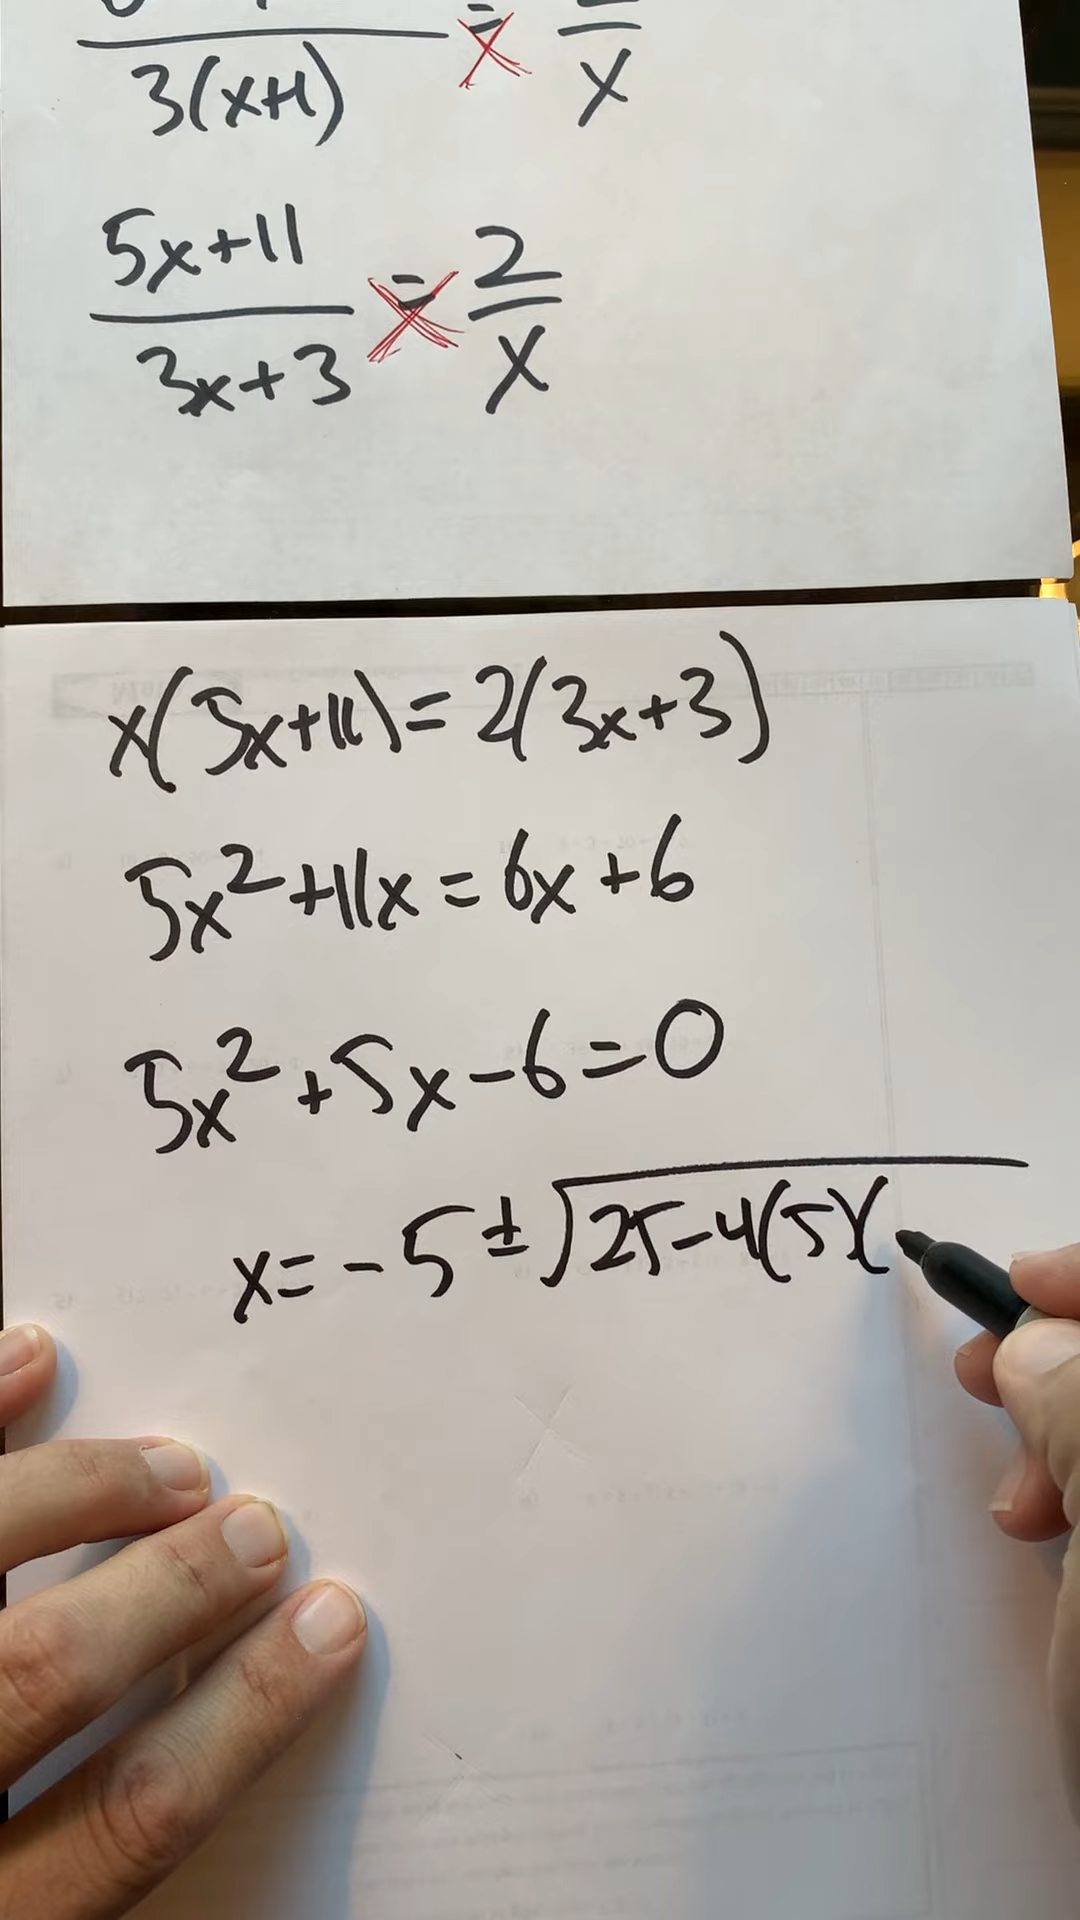 3(x+1) = x
5x+11 = 2
3x+3 x
x(5x+11)=2(3x+3)
5x²+11x=6x+6
5x²+5x-6=0
x=-5±√25-4(5)(